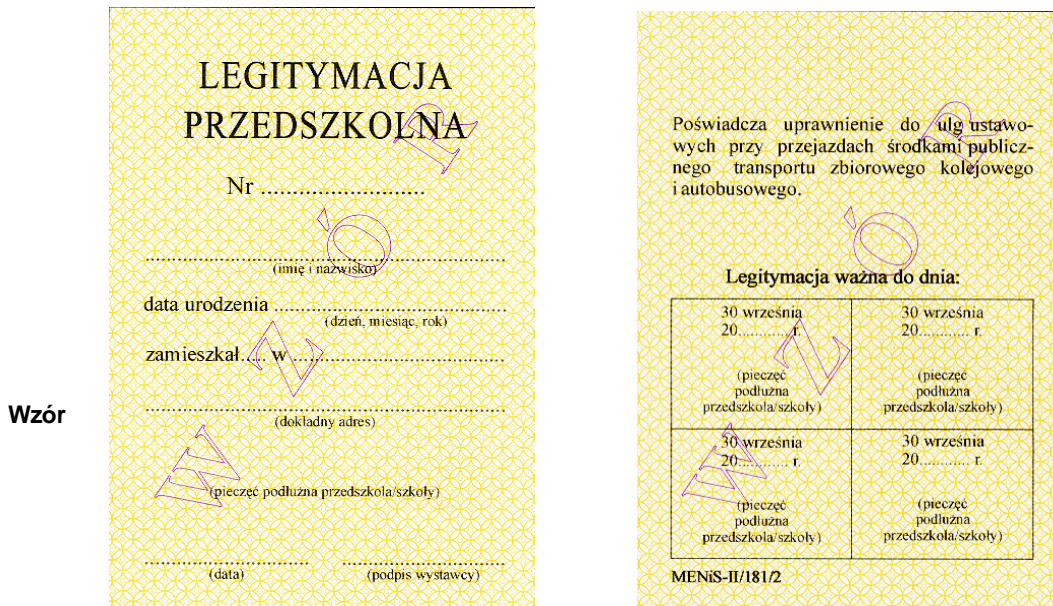 Wzór
LEGITYMACJA
PRZEDSZKOLNA
Nr ..........................
(imię i nazwisko)
data urodzenia ..........................................
(dzień, miesiąc, rok)
zamieszkał..... w ......................................
(dokładny adres)
(pieczęć podłużna przedszkola/szkoły)
(data) (podpis wystawcy)
WZÓR
Poświadcza uprawnienie do ulg ustawo-
wych przy przejazdach środkami publicz-
nego transportu zbiorowego kolejowego
i autobusowego.
Legitymacja ważna do dnia:
30 września
20............ r.
(pieczęć
podłużna
przedszkola/szkoły)
30 września
20............ r.
(pieczęć
podłużna
przedszkola/szkoły)
30 września
20............ r.
(pieczęć
podłużna
przedszkola/szkoły)
30 września
20............ r.
(pieczęć
podłużna
przedszkola/szkoły)
MENiS-II/181/2
WZÓR